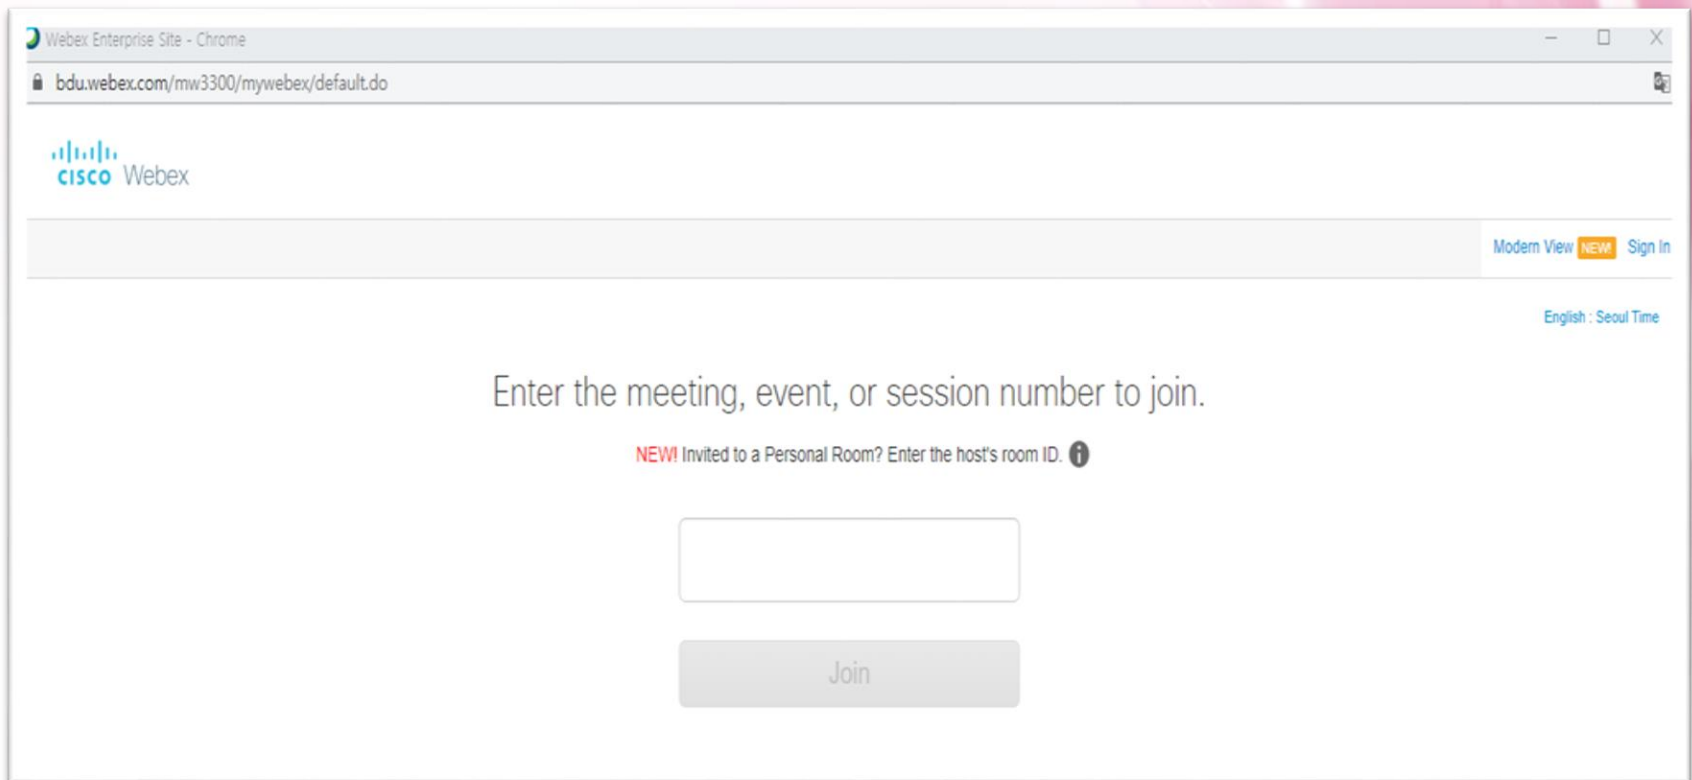 Webex Enterprise Site - Chrome
bdu.webex.com/mw3300/mywebex/default.do
CISCO Webex
Modern View NEW! Sign In
English : Seoul Time
Enter the meeting, event, or session number to join.
NEW! Invited to a Personal Room? Enter the host's room ID.
Join